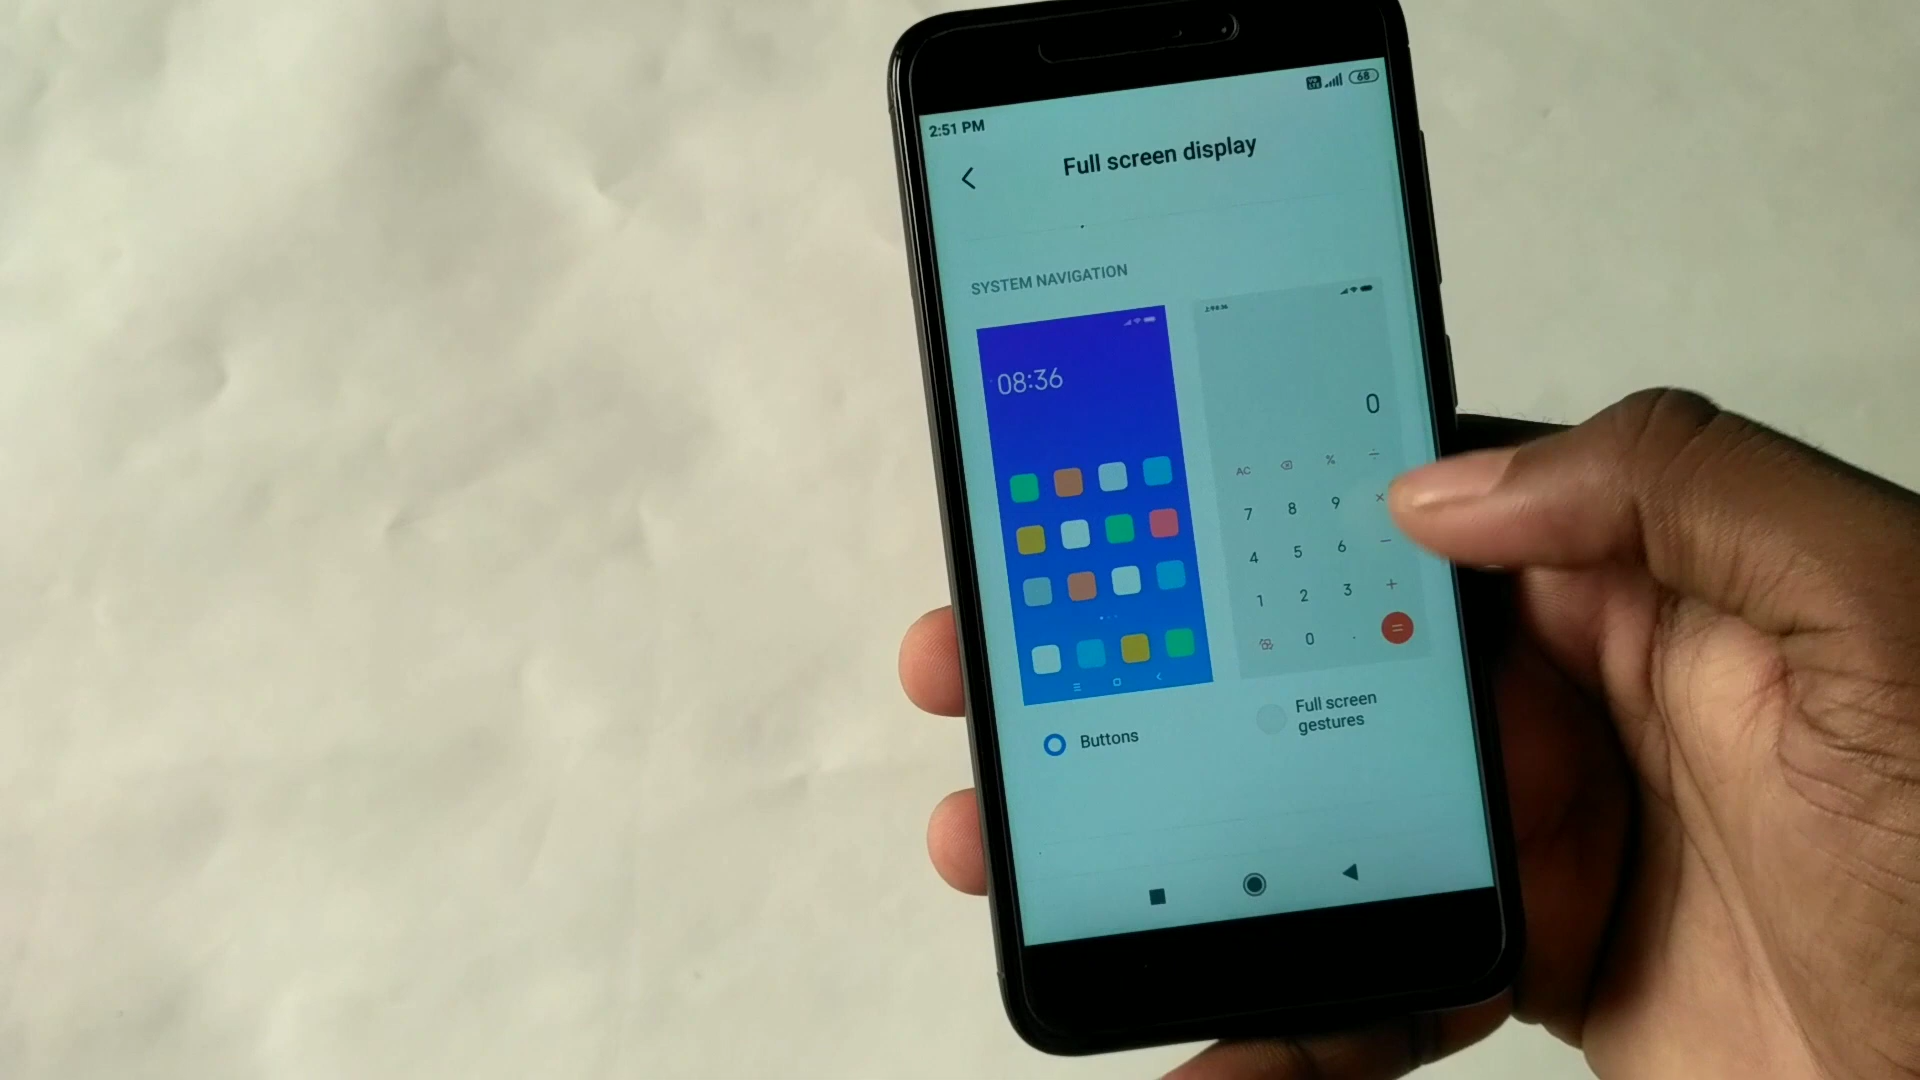 2:51 PM
68
Full screen display
SYSTEM NAVIGATION
08:36
0
AC % ÷
7 8 9 ×
4 5 6 −
1 2 3 +
0 . =
Buttons
Full screen
gestures